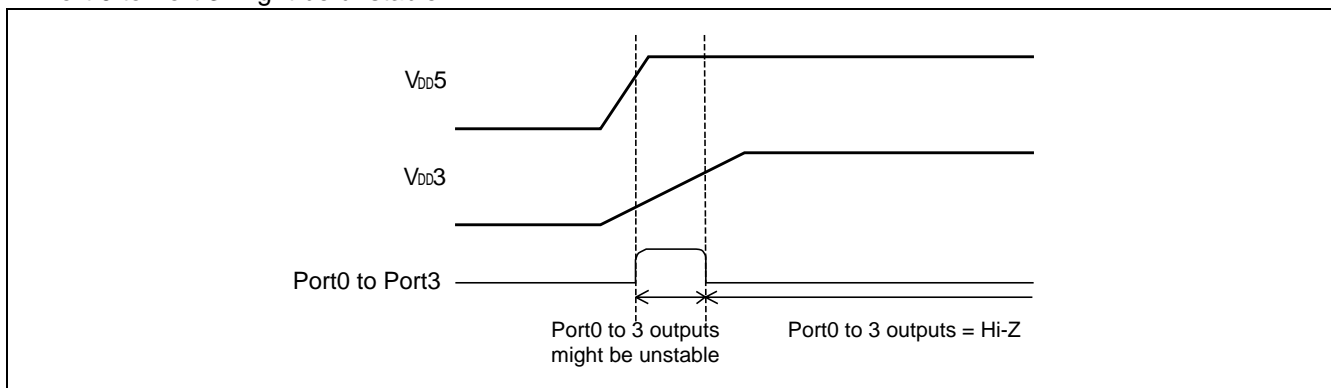 VDD5
VDD3
Port0 to Port3
Port0 to 3 outputs
might be unstable
Port0 to 3 outputs = Hi-Z